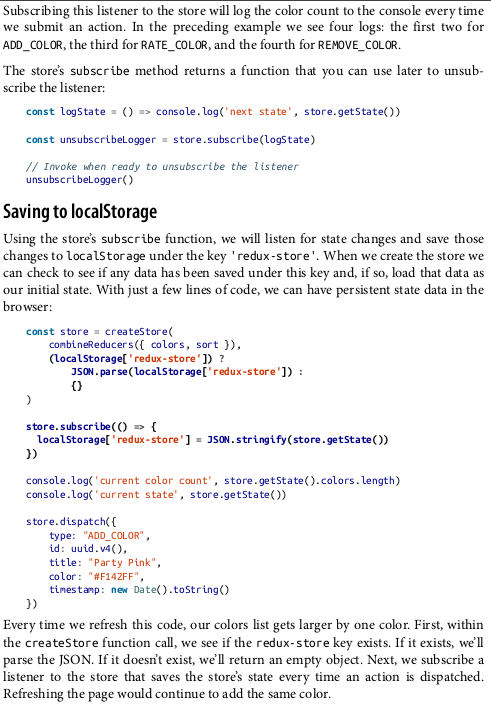 Subscribing this listener to the store will log the color count to the console every time
we submit an action. In the preceding example we see four logs: the first two for
ADD_COLOR, the third for RATE_COLOR, and the fourth for REMOVE_COLOR.
The store's subscribe method returns a function that you can use later to unsub-
scribe the listener:
const logState = () => console.log('next state', store.getState())
const unsubscribeLogger = store.subscribe(logState)
// Invoke when ready to unsubscribe the listener
unsubscribeLogger()
Saving to localStorage
Using the store's subscribe function, we will listen for state changes and save those
changes to localStorage under the key 'redux-store'. When we create the store we
can check to see if any data has been saved under this key and, if so, load that data as
our initial state. With just a few lines of code, we can have persistent state data in the
browser:
const store = createStore(
    combineReducers({ colors, sort }),
    (localStorage['redux-store']) ?
        JSON.parse(localStorage['redux-store']) :
        {}
)
store.subscribe(() => {
  localStorage['redux-store'] = JSON.stringify(store.getState())
})
console.log('current color count', store.getState().colors.length)
console.log('current state', store.getState())
store.dispatch({
    type: "ADD_COLOR",
    id: uuid.v4(),
    title: "Party Pink",
    color: "#F142FF",
    timestamp: new Date().toString()
})
Every time we refresh this code, our colors list gets larger by one color. First, within
the createStore function call, we see if the redux-store key exists. If it exists, we'll
parse the JSON. If it doesn't exist, we'll return an empty object. Next, we subscribe a
listener to the store that saves the store's state every time an action is dispatched.
Refreshing the page would continue to add the same color.